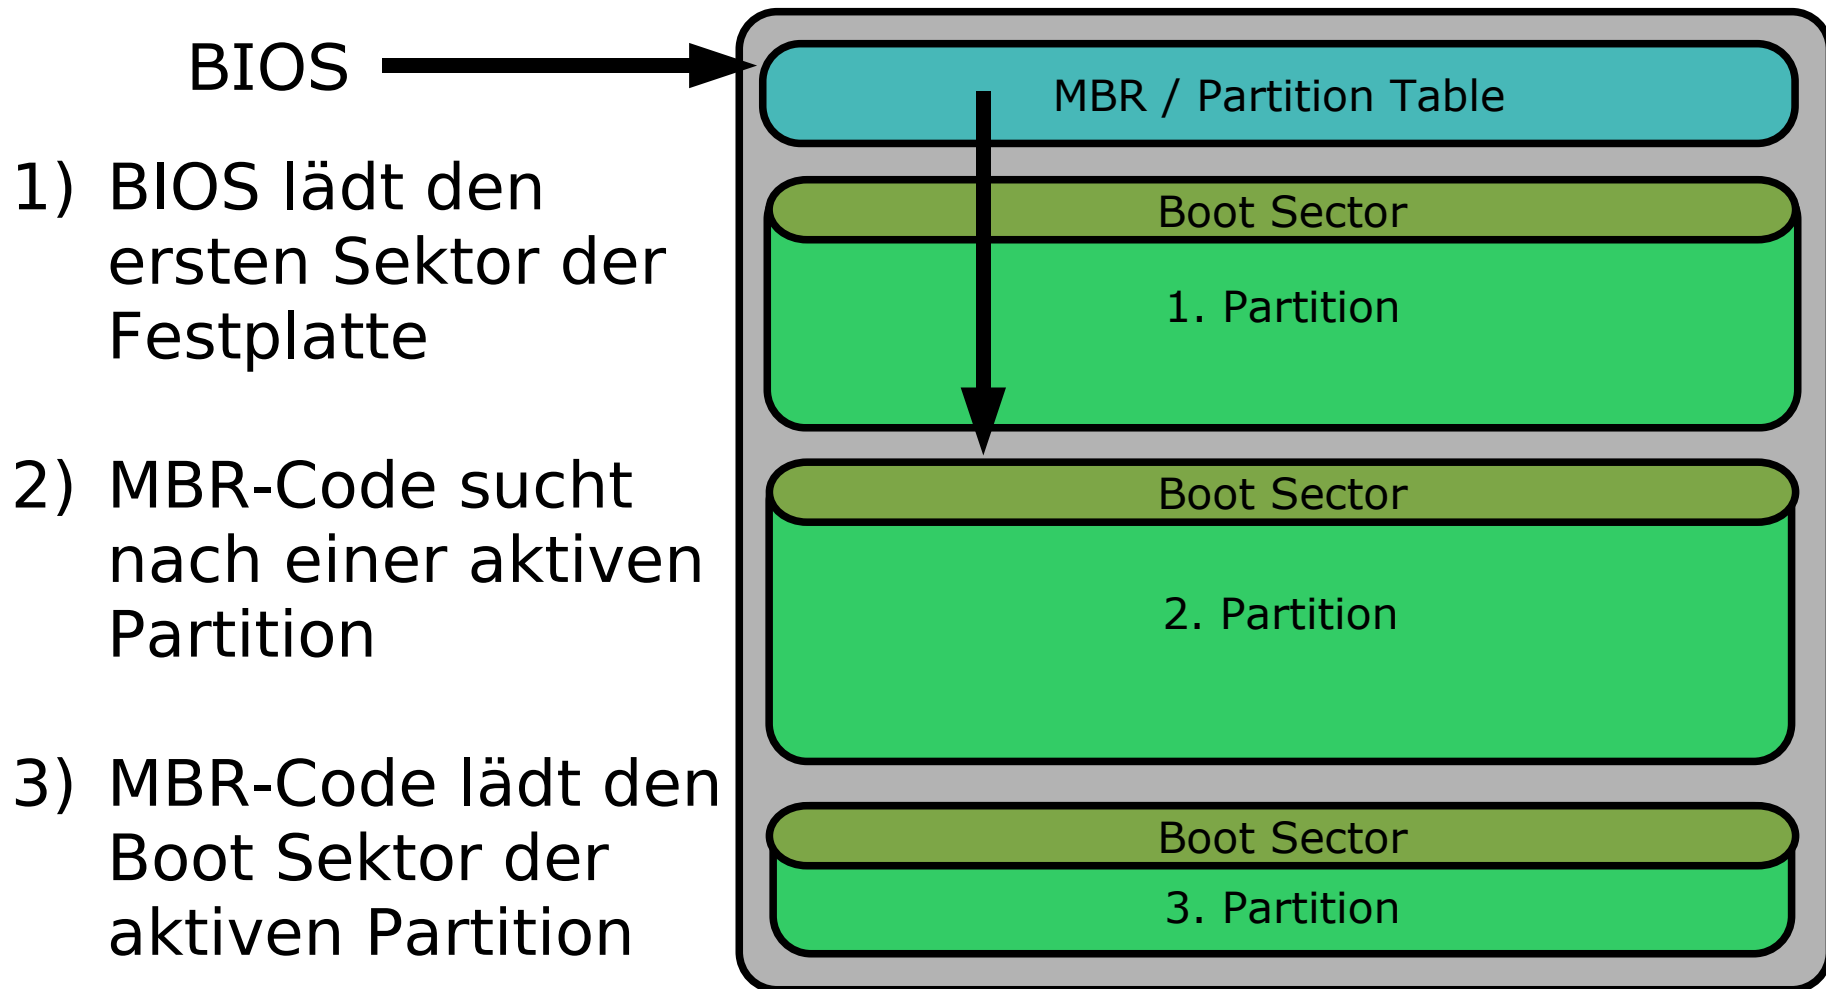 BIOS
1) BIOS lädt den
ersten Sektor der
Festplatte
2) MBR-Code sucht
nach einer aktiven
Partition
3) MBR-Code lädt den
Boot Sektor der
aktiven Partition
MBR / Partition Table
Boot Sector
1. Partition
Boot Sector
2. Partition
Boot Sector
3. Partition